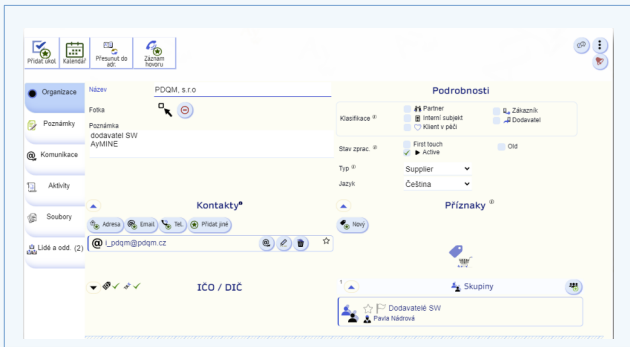 Přidat úkol
Kalendář
Přesunut do adr.
Záznam hovoru
Organizace
Poznámky
Komunikace
Aktivity
Soubory
Lidé a odd. (2)
Název
PDQM, s.r.o
Fotka
Poznámka
dodavatel SW
AyMINE
Podrobnosti
Klasifikace
Partner
Interní subjekt
Klient v péči
Zákazník
Dodavatel
Stav zprac.
First touch
Active
Old
Typ
Supplier
Jazyk
Čeština
Kontakty
Adresa
Email
Tel.
Přidat jiné
i_pdqm@pdqm.cz
Příznaky
Nový
IČO / DIČ
Skupiny
Dodavatelé SW
Pavla Nádrová